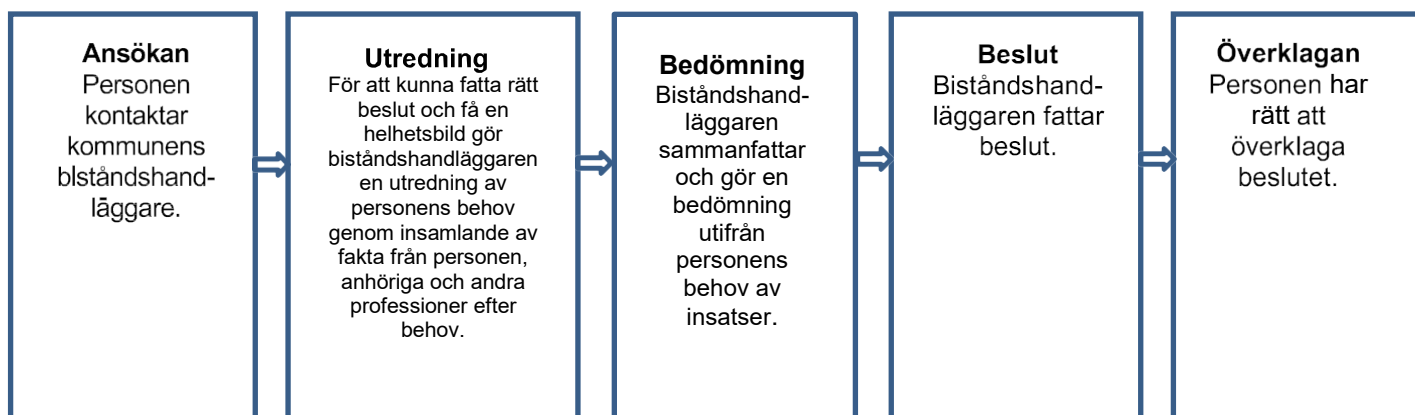 Ansökan
Personen
kontaktar
kommunens
biståndshand-
läggare.
Utredning
För att kunna fatta rätt
beslut och få en
helhetsbild gör
biståndshandläggaren
en utredning av
personens behov
genom insamlande av
fakta från personen,
anhöriga och andra
professioner efter
behov.
Bedömning
Biståndshand-
läggaren
sammanfattar
och gör en
bedömning
utifrån
personens
behov av
insatser.
Beslut
Biståndshand-
läggaren fattar
beslut.
Överklagan
Personen har
rätt att
överklaga
beslutet.